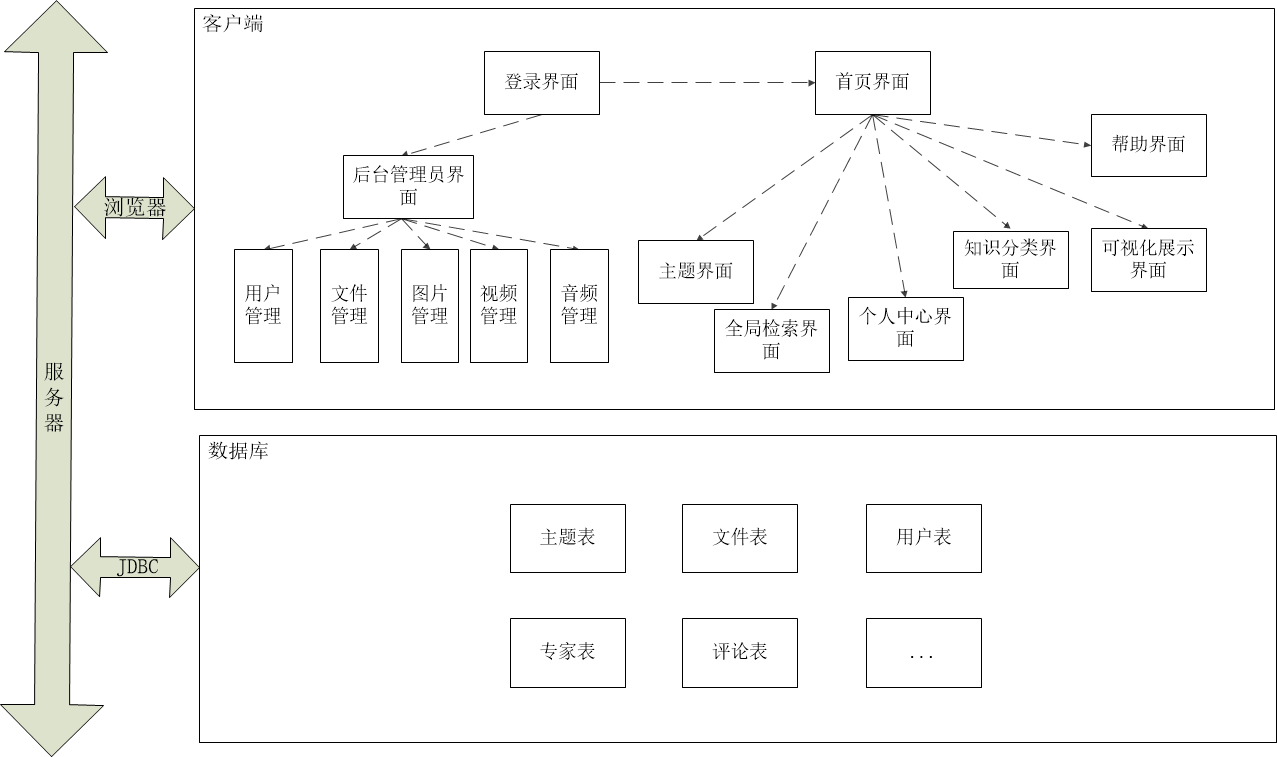 客户端
登录界面
首页界面
帮助界面
后台管理员界
面
浏览器
主题界面
知识分类界
面
可视化展示
界面
用户
管理
文件
管理
图片
管理
视频
管理
音频
管理
全局检索界
面
个人中心界
面
服
务
器
数据库
主题表
文件表
用户表
JDBC
专家表
评论表
...